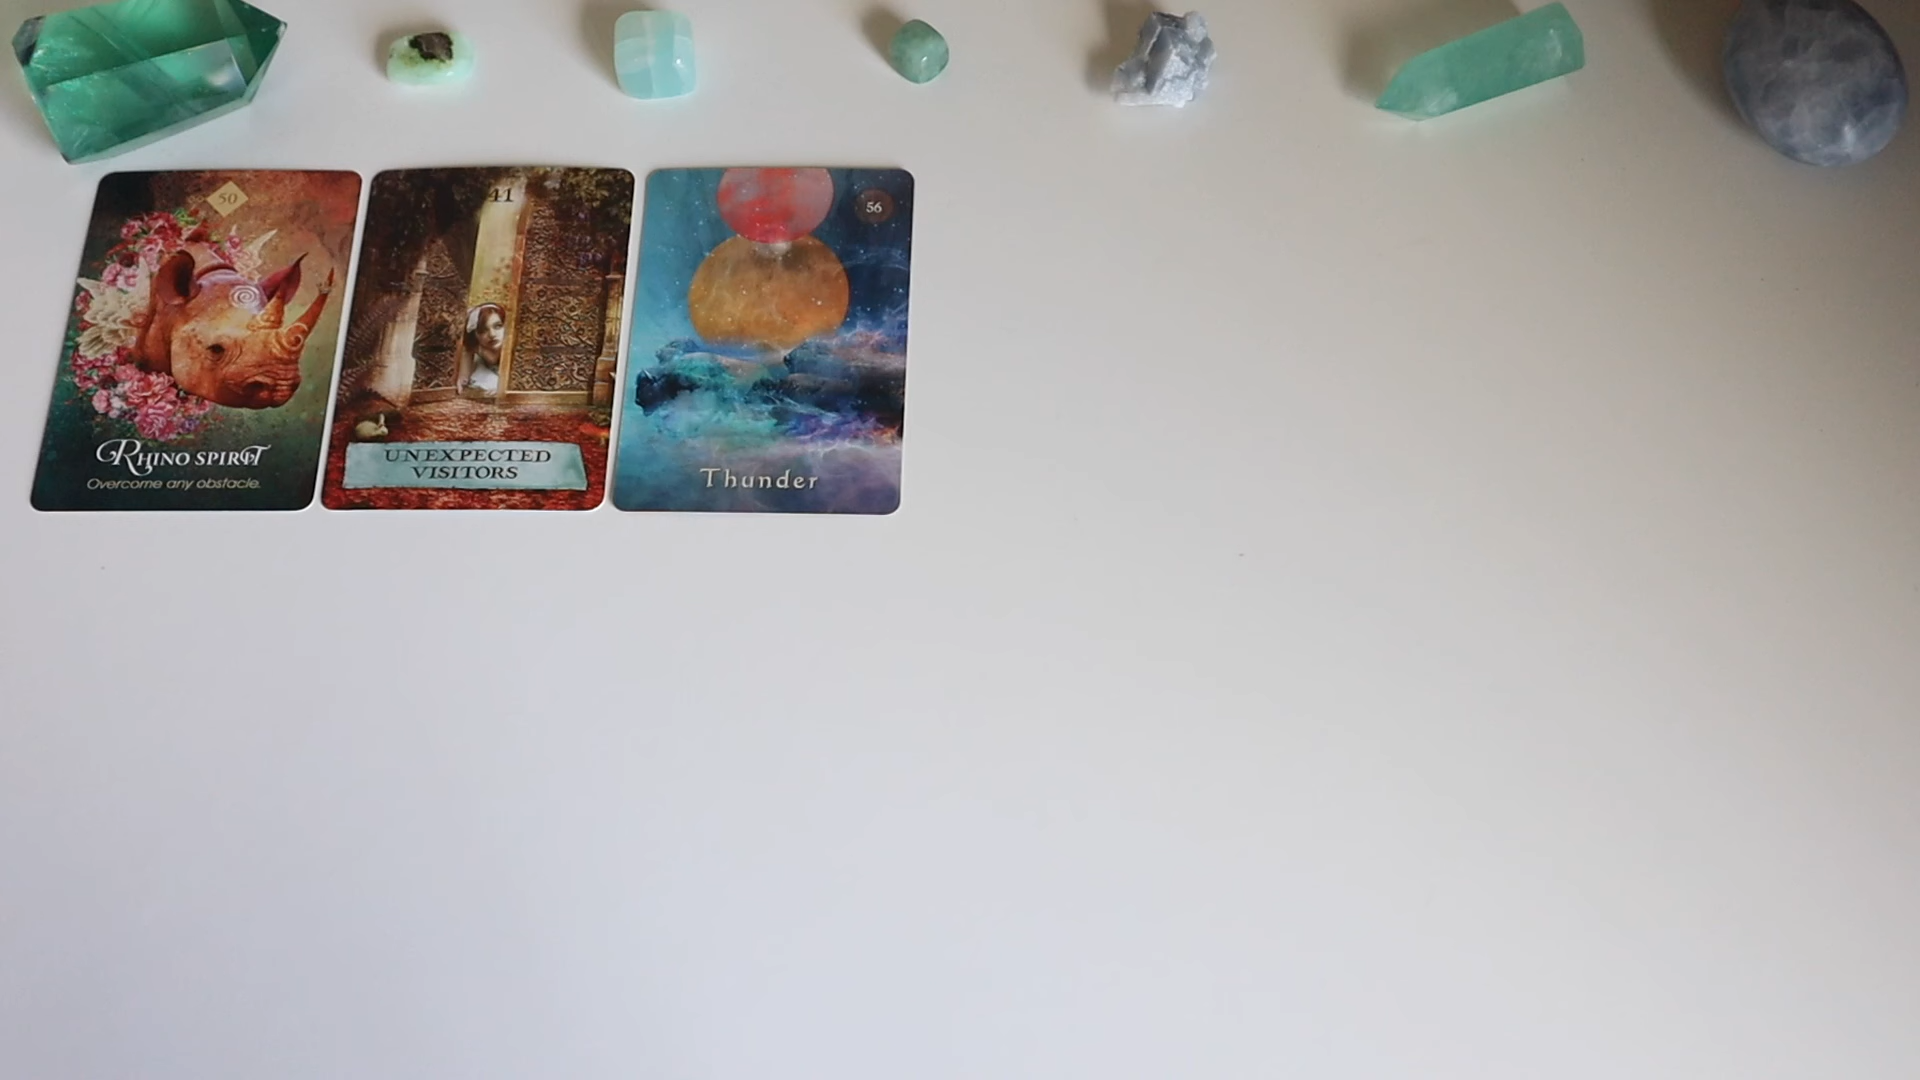 50
RHINO SPIRIT
Overcome any obstacle.
41
UNEXPECTED
VISITORS
56
Thunder